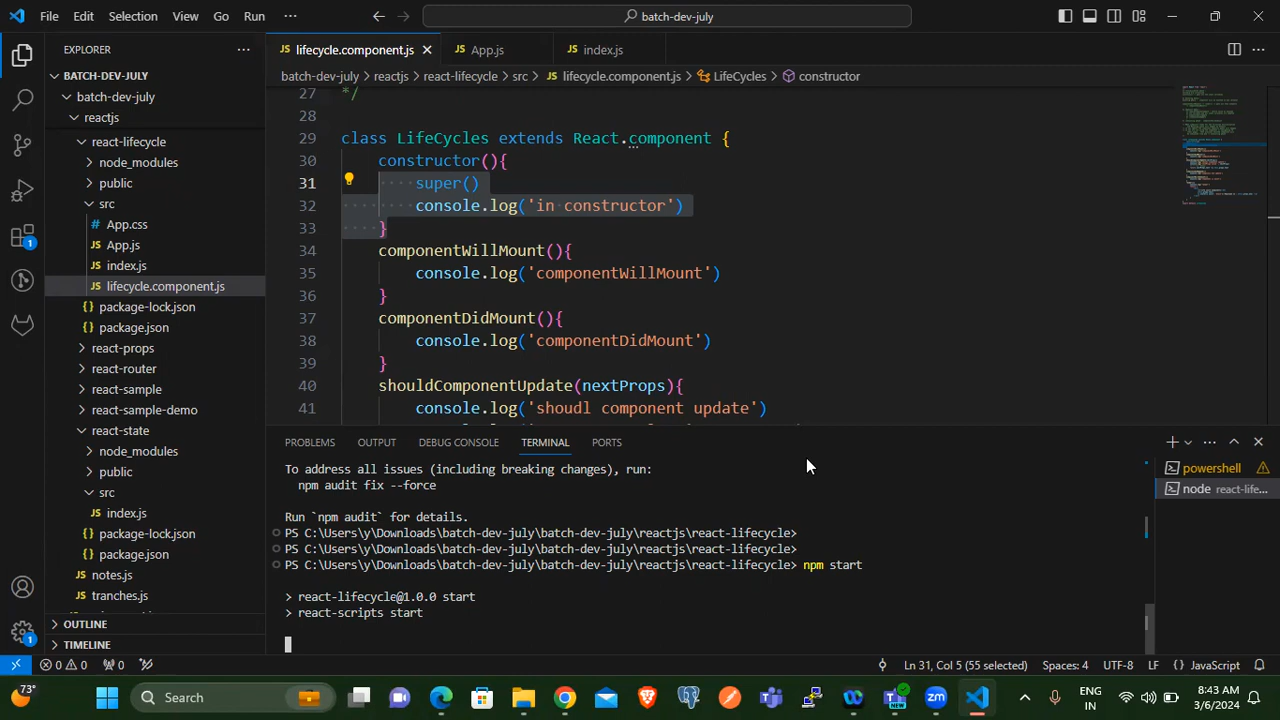 File Edit Selection View Go Run ··· batch-dev-july
EXPLORER ···
lifecycle.component.js
App.js
index.js
BATCH-DEV-JULY
batch-dev-july > reactjs > react-lifecycle > src > lifecycle.component.js > LifeCycles > constructor
batch-dev-july
reactjs
react-lifecycle
node_modules
public
src
App.css
App.js
index.js
lifecycle.component.js
package-lock.json
package.json
react-props
react-router
react-sample
react-sample-demo
react-state
node_modules
public
src
index.js
package-lock.json
package.json
notes.js
tranches.js
OUTLINE
TIMELINE
27 */
28
29 class LifeCycles extends React.component {
30 constructor(){
31 super()
32 console.log('in constructor')
33 }
34 componentWillMount(){
35 console.log('componentWillMount')
36 }
37 componentDidMount(){
38 console.log('componentDidMount')
39 }
40 shouldComponentUpdate(nextProps){
41 console.log('shoudl component update')
PROBLEMS OUTPUT DEBUG CONSOLE TERMINAL PORTS
To address all issues (including breaking changes), run:
npm audit fix --force
Run `npm audit` for details.
PS C:\Users\y\Downloads\batch-dev-july\batch-dev-july\reactjs\react-lifecycle>
PS C:\Users\y\Downloads\batch-dev-july\batch-dev-july\reactjs\react-lifecycle>
PS C:\Users\y\Downloads\batch-dev-july\batch-dev-july\reactjs\react-lifecycle> npm start
> react-lifecycle@1.0.0 start
> react-scripts start
powershell
node react-life...
1
1
0 0 0 Ln 31, Col 5 (55 selected) Spaces: 4 UTF-8 LF JavaScript
73°
Search
NEW
zm
ENG
IN
8:43 AM
3/6/2024